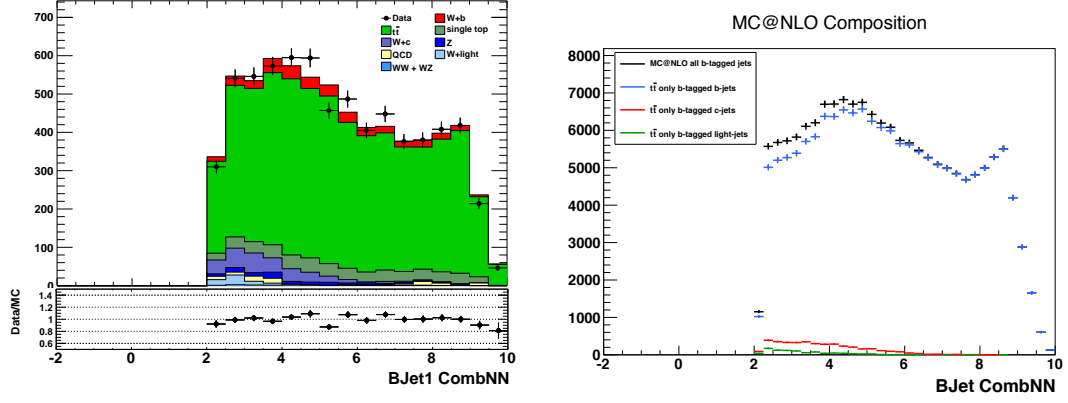 700
600
500
400
300
200
100
0
Data
tt̄
W+c
QCD
WW + WZ
W+b
single top
Z
W+light
Data/MC
1.4
1.2
1
0.8
0.6
-2 0 2 4 6 8 10
BJet1 CombNN
MC@NLO Composition
MC@NLO all b-tagged jets
tt̄ only b-tagged b-jets
tt̄ only b-tagged c-jets
tt̄ only b-tagged light-jets
7000
6000
5000
4000
3000
2000
1000
0
-2 0 2 4 6 8 10
BJet CombNN